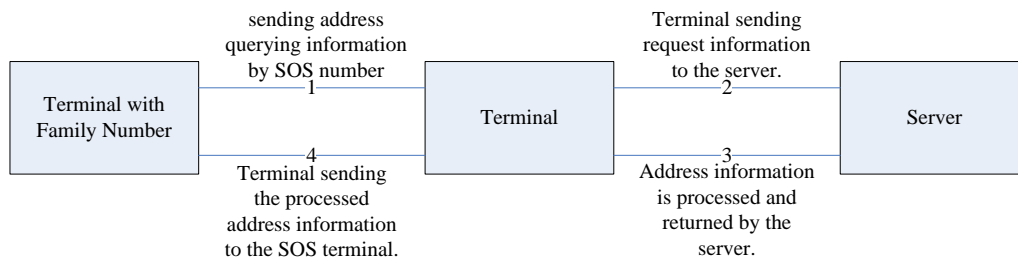 sending address
querying information
by SOS number
1
Terminal sending
request information
to the server.
2
Terminal with
Family Number
Terminal
Server
4
Terminal sending
the processed
address information
to the SOS terminal.
3
Address information
is processed and
returned by the
server.